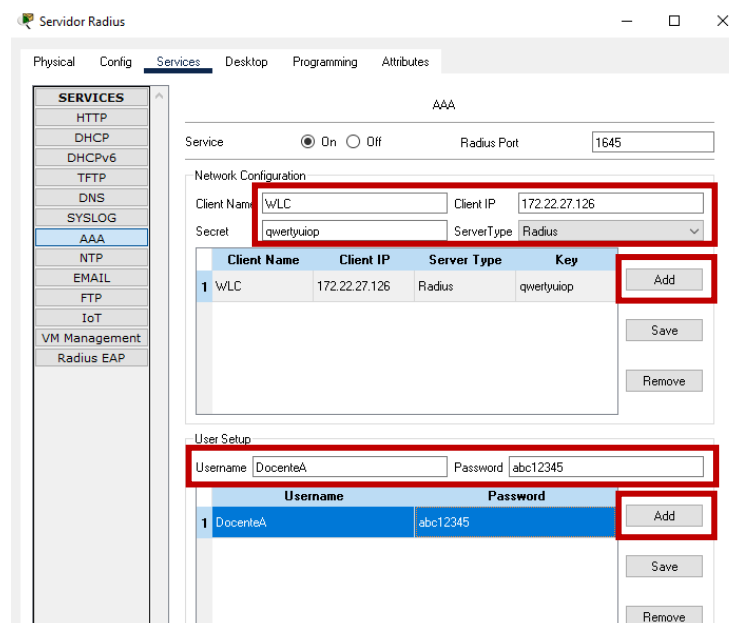 Servidor Radius
Physical Config Services Desktop Programming Attributes
SERVICES
HTTP
DHCP
DHCPv6
TFTP
DNS
SYSLOG
AAA
NTP
EMAIL
FTP
IoT
VM Management
Radius EAP
AAA
Service On Off Radius Port 1645
Network Configuration
Client Name WLC Client IP 172.22.27.126
Secret qwertyuiop ServerType Radius
Client Name Client IP Server Type Key
1 WLC 172.22.27.126 Radius qwertyuiop
Add
Save
Remove
User Setup
Username DocenteA Password abc12345
Username Password
1 DocenteA abc12345
Add
Save
Remove